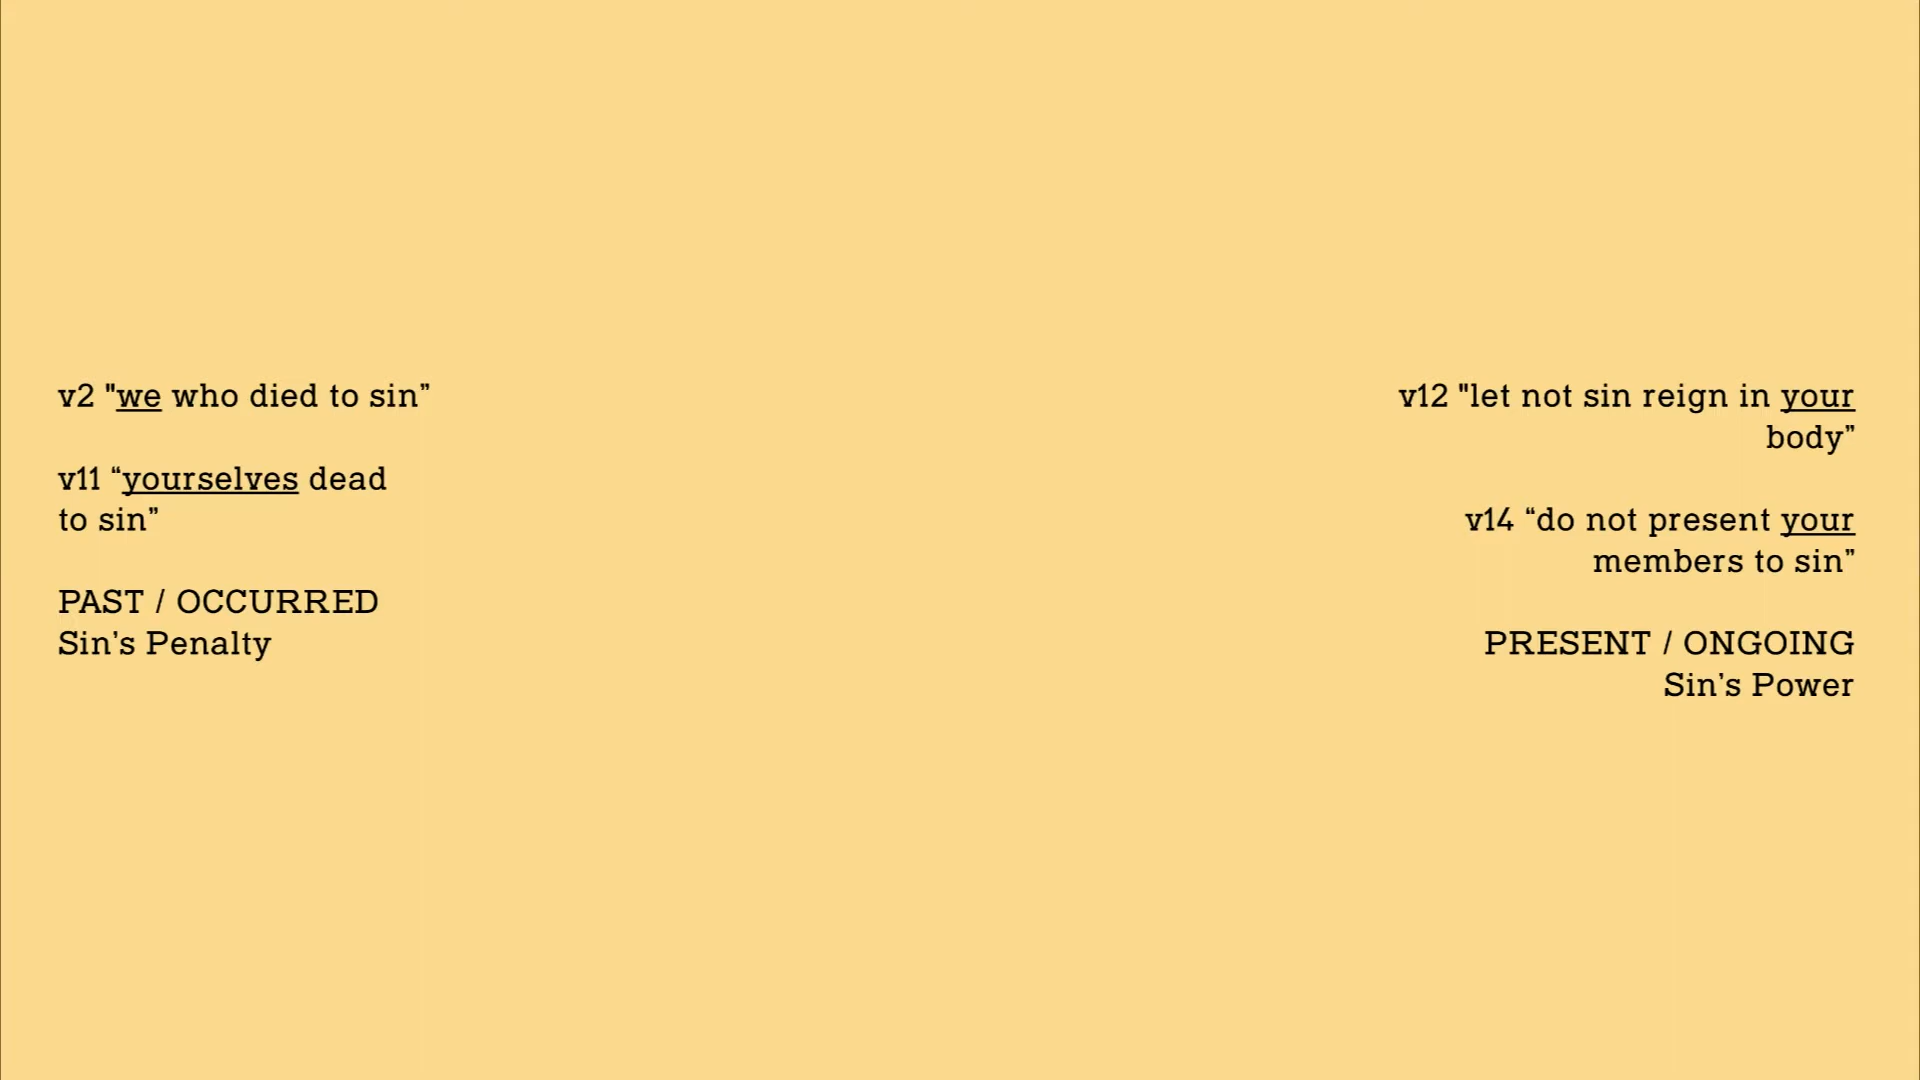 v2 "we who died to sin”
v11 “yourselves dead
to sin”
PAST / OCCURRED
Sin’s Penalty
v12 "let not sin reign in your
body”
v14 “do not present your
members to sin”
PRESENT / ONGOING
Sin’s Power